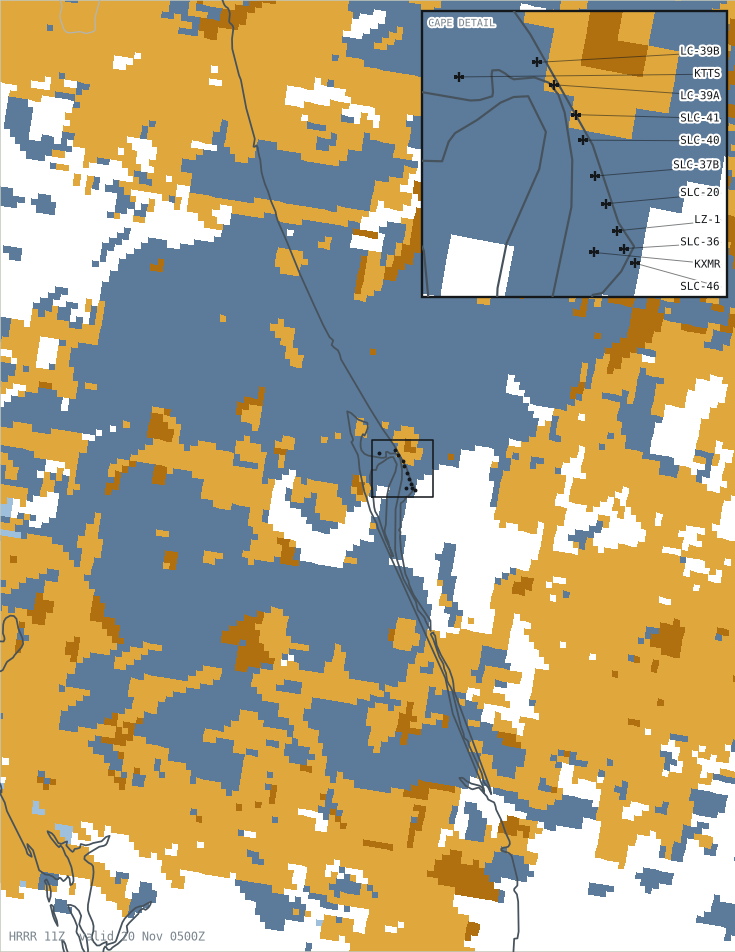 CAPE DETAIL
LC-39B
KTTS
LC-39A
SLC-41
SLC-40
SLC-37B
SLC-20
LZ-1
SLC-36
KXMR
SLC-46
HRRR 11Z  valid 20 Nov 0500Z